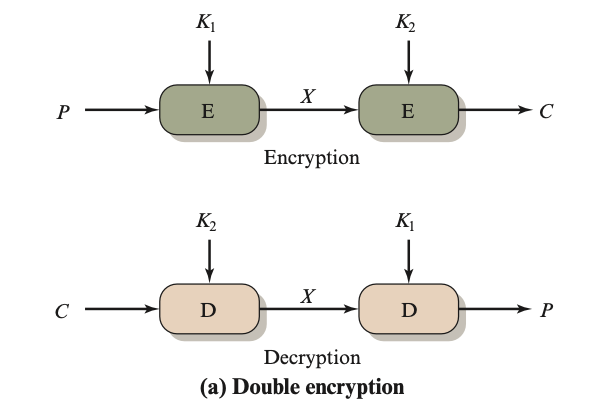 K₁ K₂
P E X E C
Encryption
K₂ K₁
C D X D P
Decryption
(a) Double encryption